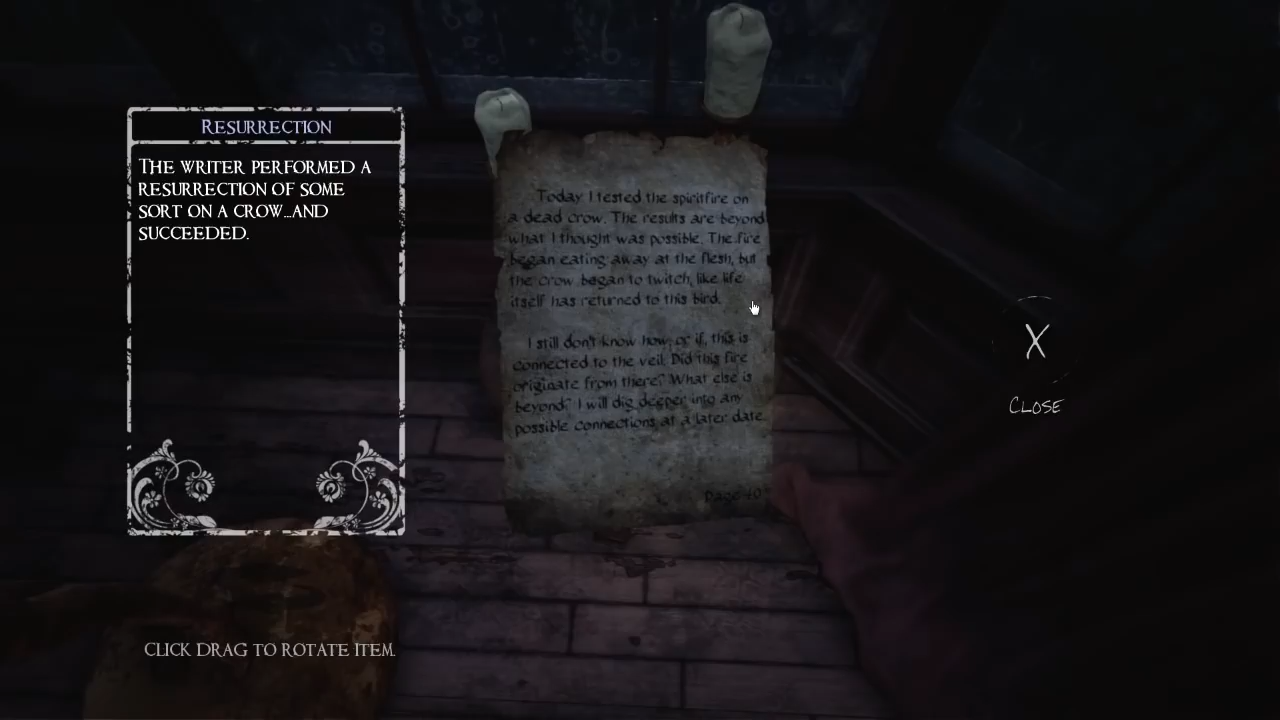 Resurrection
The writer performed a
resurrection of some
sort on a crow...and
succeeded.
Today I tested the spiritfire on
a dead crow. The results are beyond
what I thought was possible. The fire
began eating away at the flesh, but
the crow began to twitch, like life
itself has returned to this bird.
I still don't know how, or if, this is
connected to the veil. Did this fire
originate from there? What else is
beyond? I will dig deeper into any
possible connections at a later date.
Page
X
Close
Click drag to rotate item.